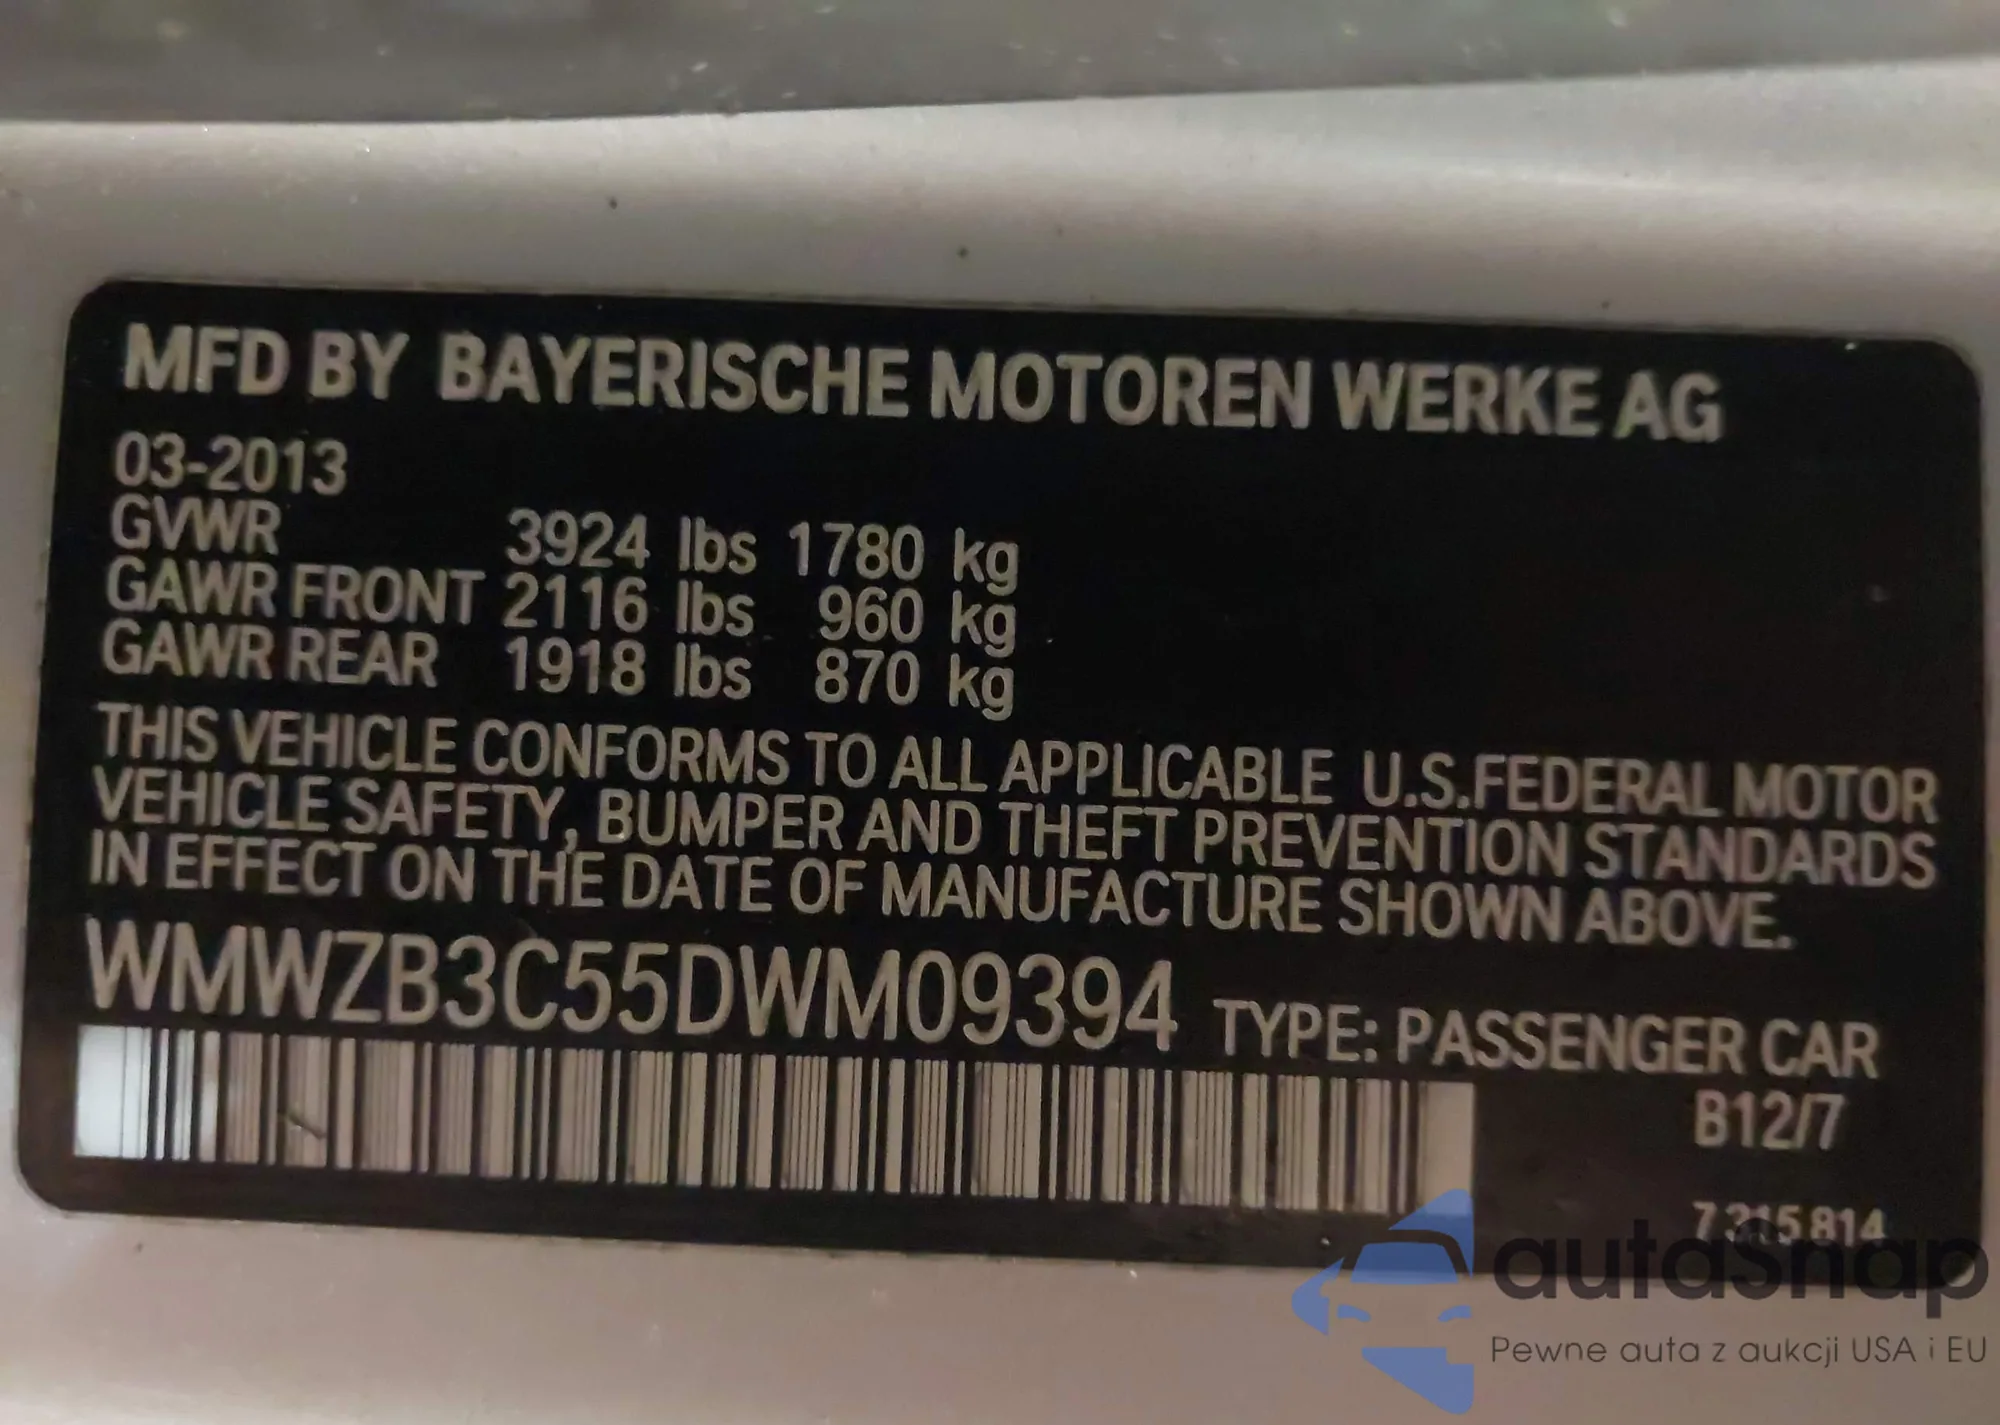 MFD BY BAYERISCHE MOTOREN WERKE AG
03-2013
GVWR 3924 lbs 1780 kg
GAWR FRONT 2116 lbs 960 kg
GAWR REAR 1918 lbs 870 kg
THIS VEHICLE CONFORMS TO ALL APPLICABLE U.S.FEDERAL MOTOR
VEHICLE SAFETY, BUMPER AND THEFT PREVENTION STANDARDS
IN EFFECT ON THE DATE OF MANUFACTURE SHOWN ABOVE.
WMWZB3C55DWM09394 TYPE: PASSENGER CAR
B12/7
7 315 814
autaSnap
Pewne auta z aukcji USA i EU